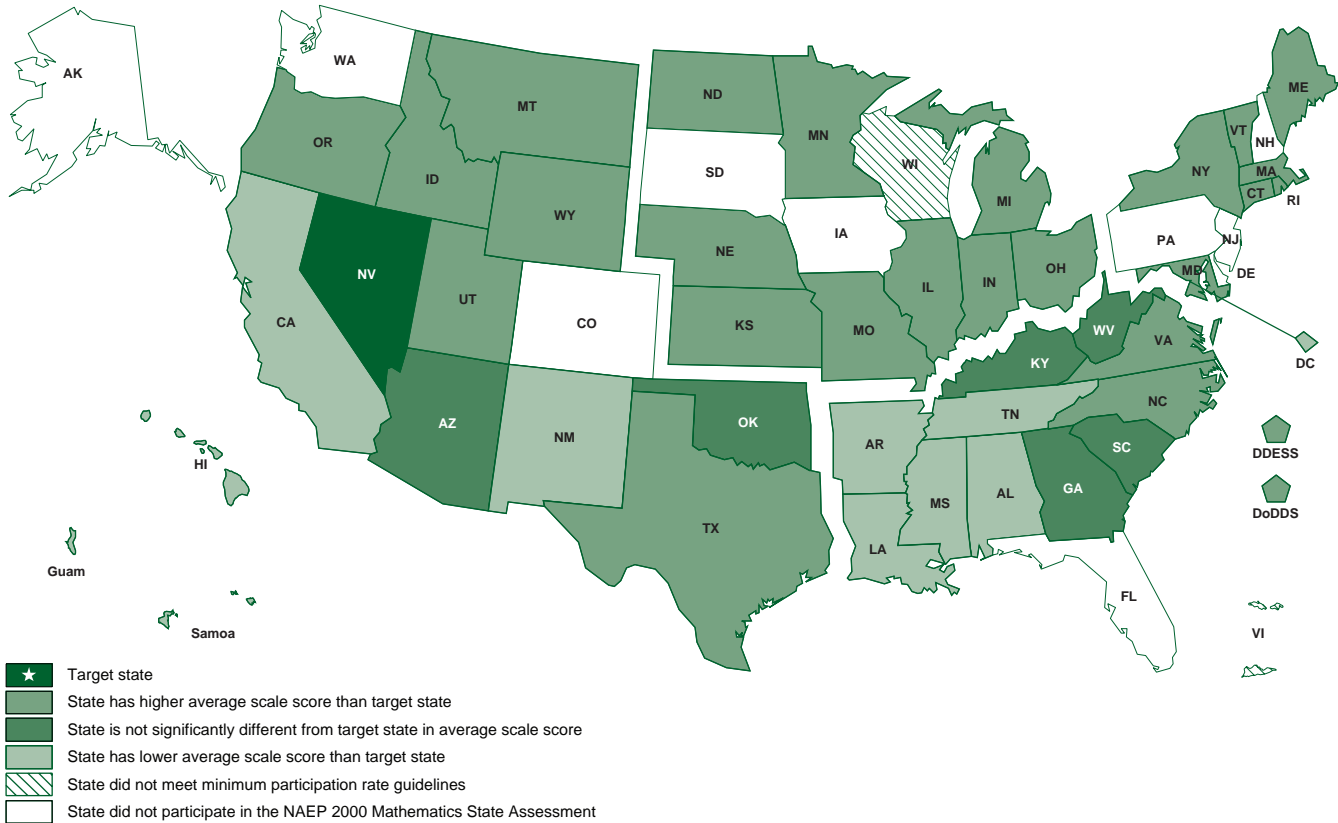 AK
WA
MT
ND
MN
ME
VT
NH
OR
ID
SD
WI
NY
MA
CT
RI
WY
MI
NE
IA
PA
NJ
NV
UT
CO
KS
MO
IL
IN
OH
MD
DE
CA
WV
VA
KY
DC
AZ
NM
OK
AR
TN
NC
SC
HI
TX
LA
MS
AL
GA
DDESS
DoDDS
Guam
Samoa
FL
VI
Target state
State has higher average scale score than target state
State is not significantly different from target state in average scale score
State has lower average scale score than target state
State did not meet minimum participation rate guidelines
State did not participate in the NAEP 2000 Mathematics State Assessment